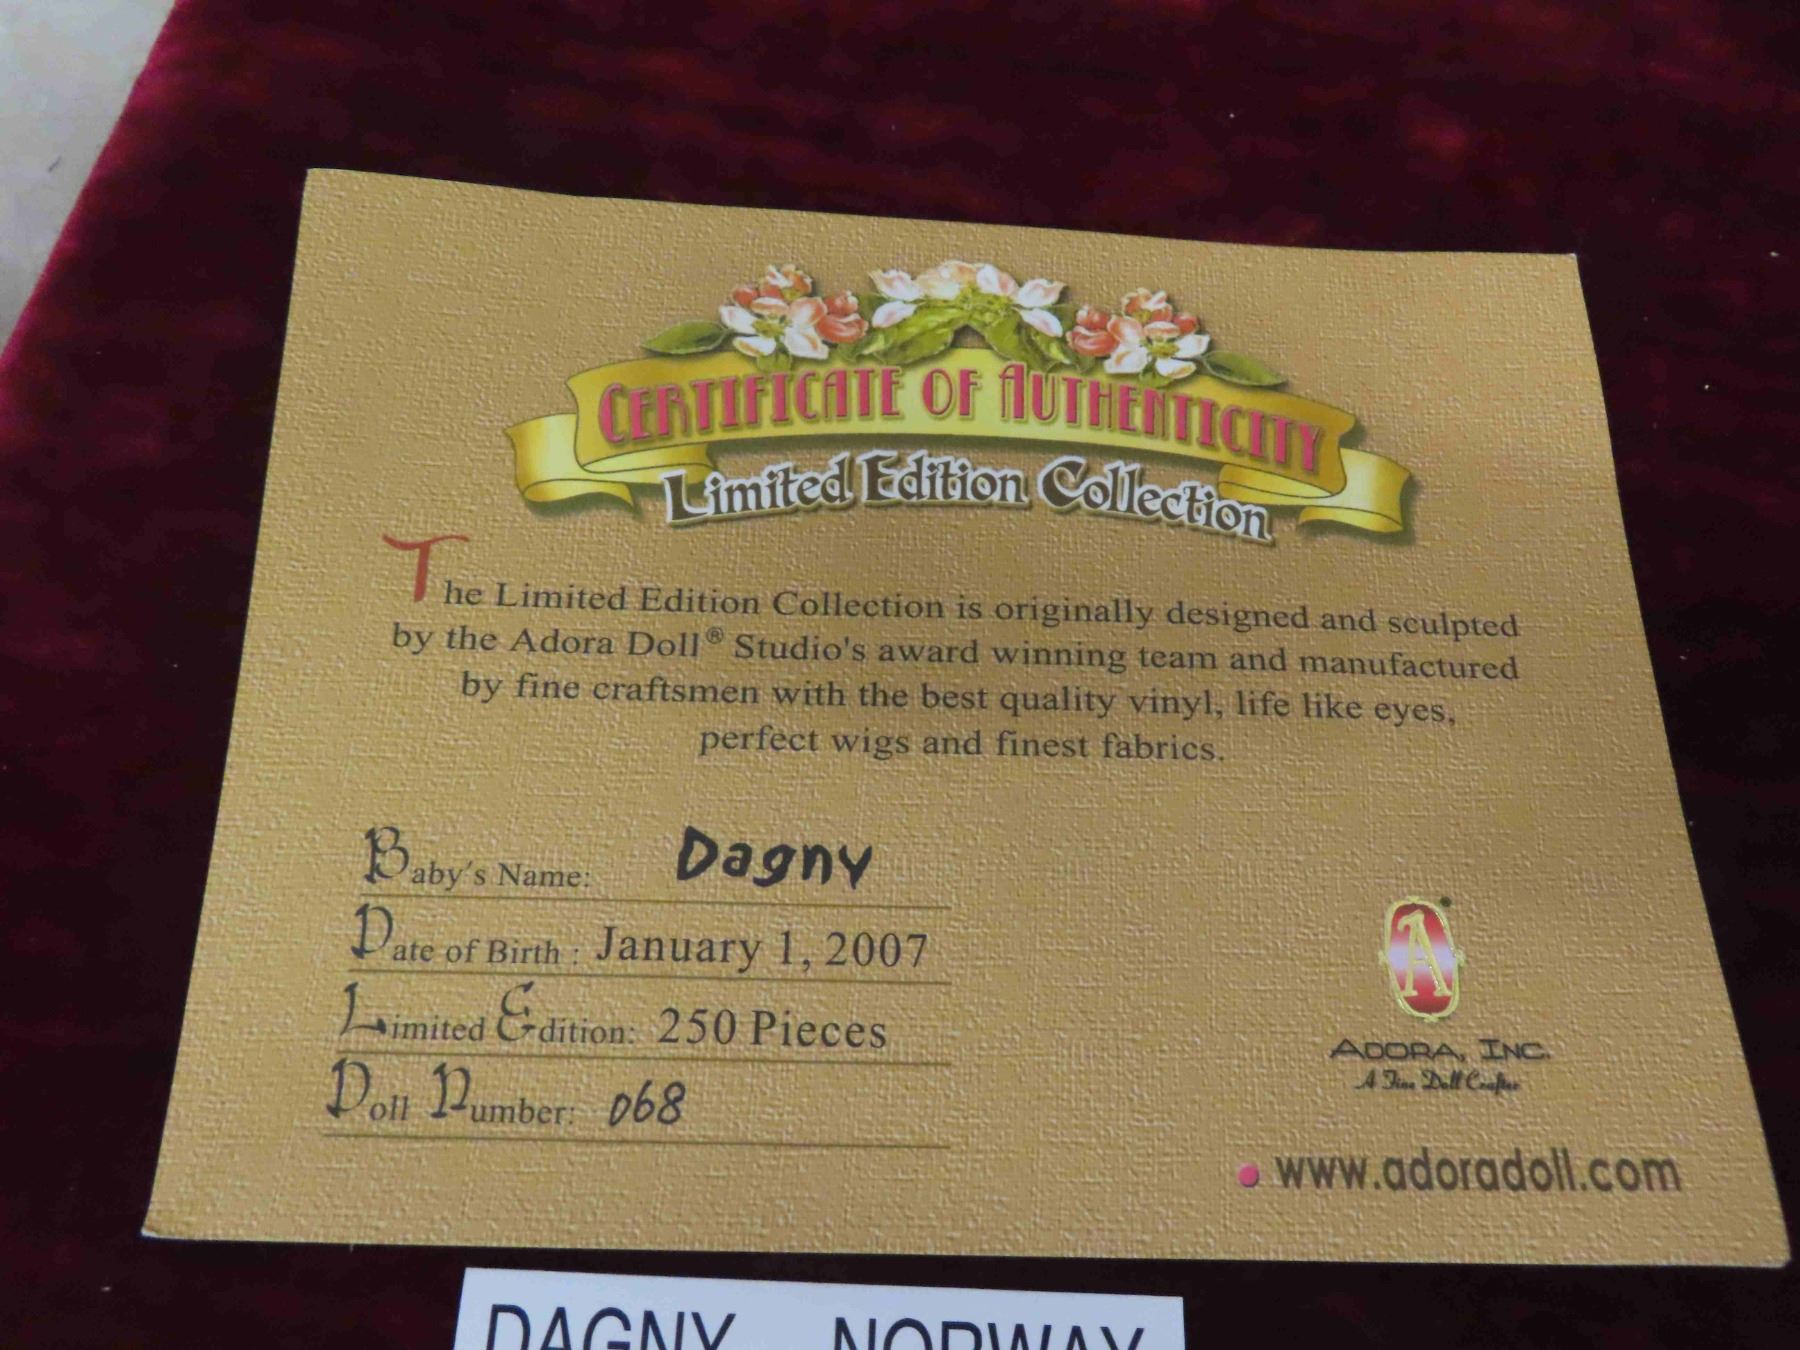 CERTIFICATE OF AUTHENTICITY
Limited Edition Collection
The Limited Edition Collection is originally designed and sculpted
by the Adora Doll® Studio's award winning team and manufactured
by fine craftsmen with the best quality vinyl, life like eyes,
perfect wigs and finest fabrics.
Baby's Name: Dagny
Date of Birth : January 1, 2007
Limited Edition: 250 Pieces
Doll Number: 068
A
ADORA, INC.
A Fine Doll Crafter
www.adoradoll.com
DAGNY NORWAY